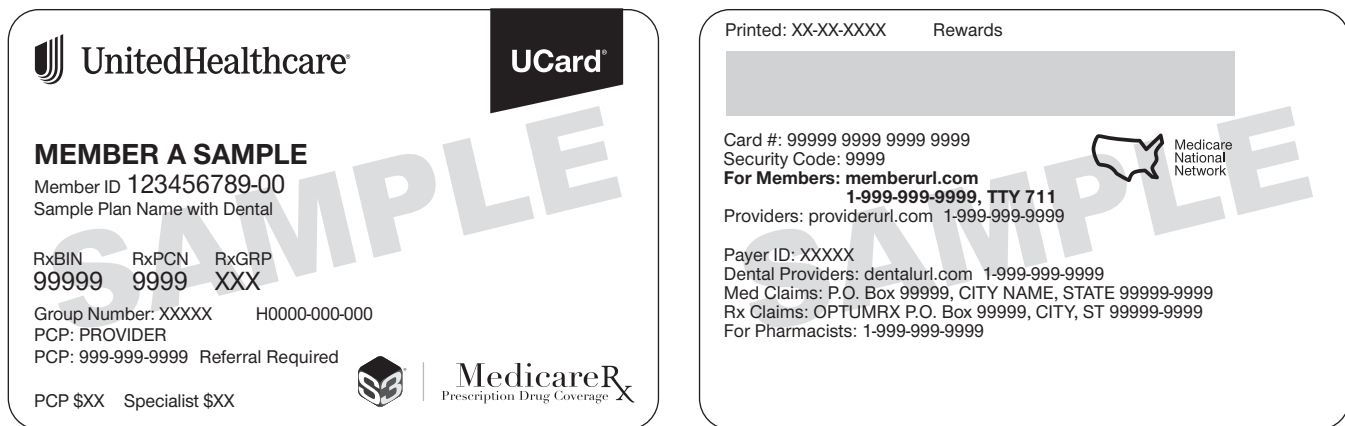 UnitedHealthcare®
UCard®
MEMBER A SAMPLE
Member ID 123456789-00
Sample Plan Name with Dental
RxBIN RxPCN RxGRP
99999 9999 XXX
Group Number: XXXXX H0000-000-000
PCP: PROVIDER
PCP: 999-999-9999 Referral Required
PCP $XX Specialist $XX
S3
MedicareRx
Prescription Drug Coverage
SAMPLE
Printed: XX-XX-XXXX Rewards
Card #: 99999 9999 9999 9999
Security Code: 9999
For Members: memberurl.com
1-999-999-9999, TTY 711
Providers: providerurl.com 1-999-999-9999
Medicare
National
Network
Payer ID: XXXXX
Dental Providers: dentalurl.com 1-999-999-9999
Med Claims: P.O. Box 99999, CITY NAME, STATE 99999-9999
Rx Claims: OPTUMRX P.O. Box 99999, CITY, ST 99999-9999
For Pharmacists: 1-999-999-9999
SAMPLE